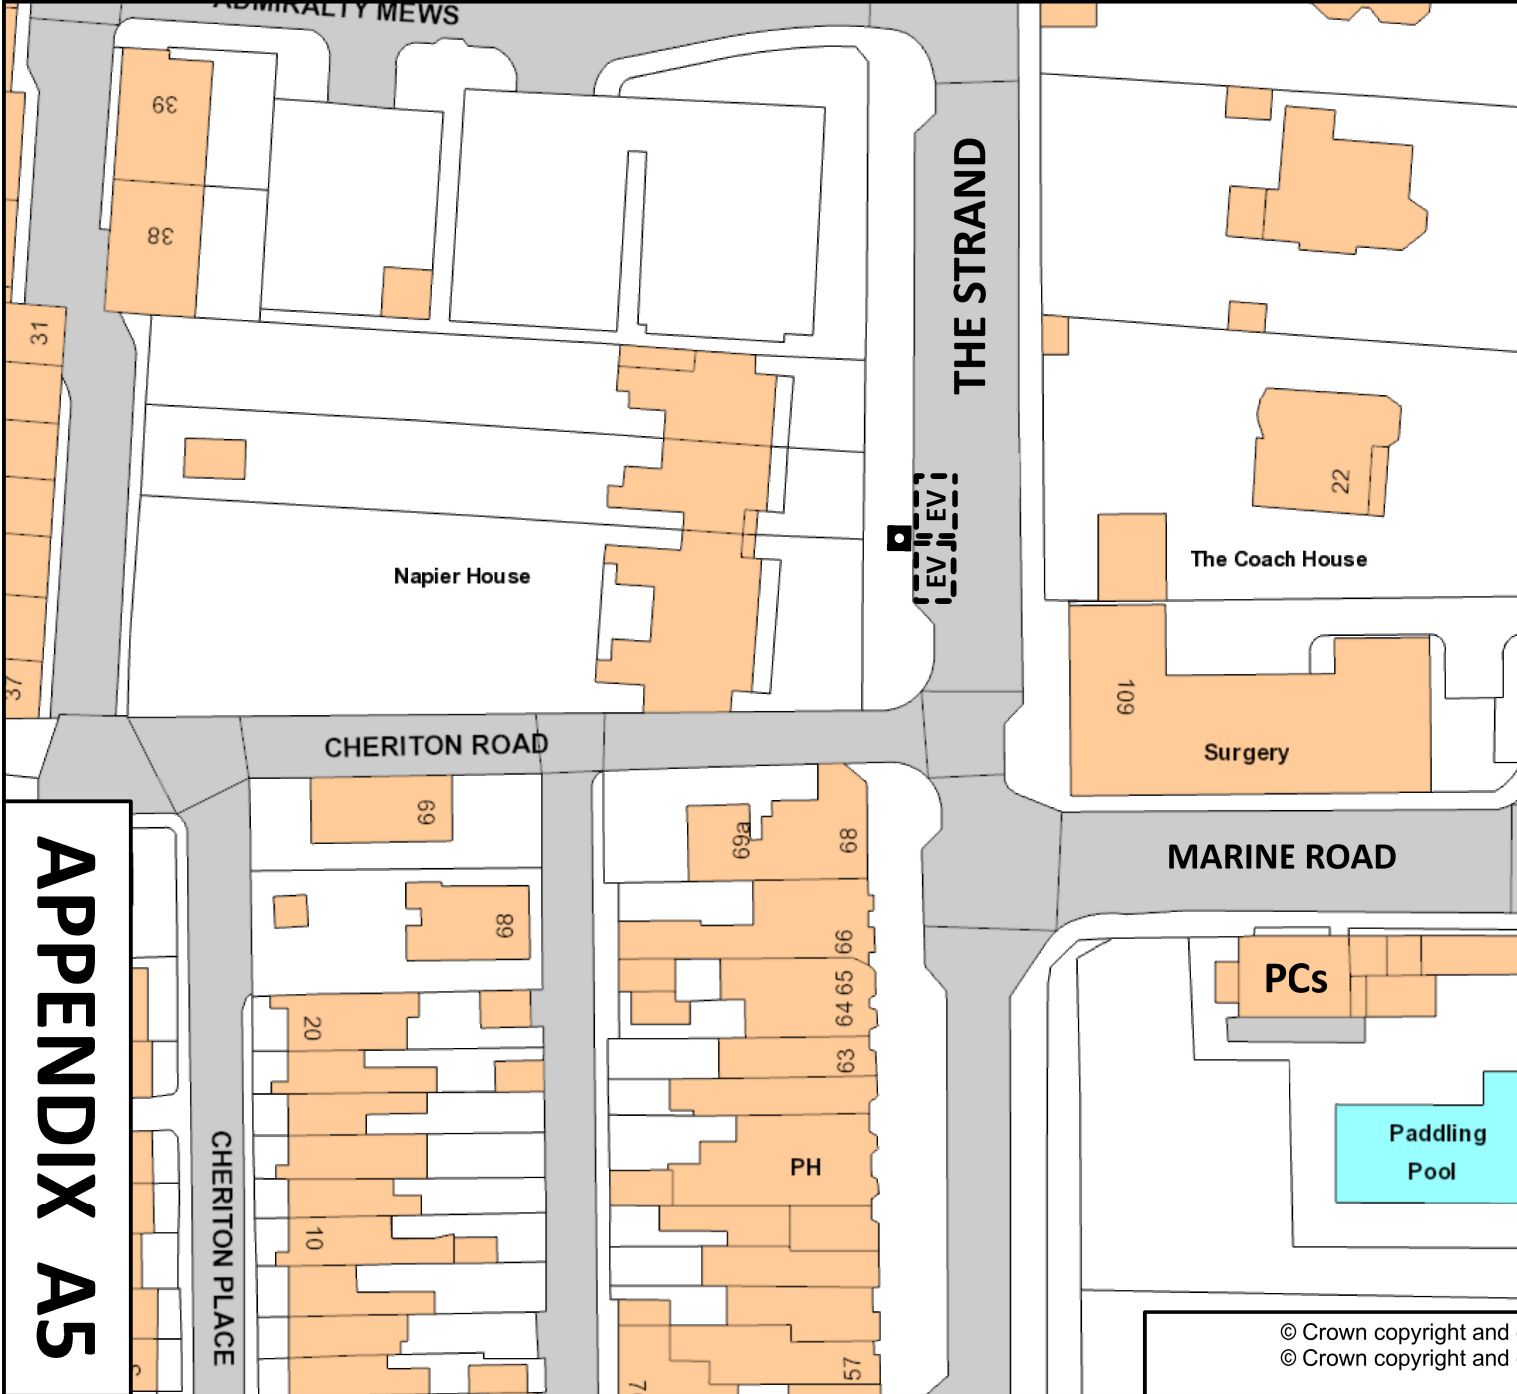 ADMIRALTY MEWS
39
38
31
THE STRAND
22
EV
EV
Napier House
The Coach House
37
109
Surgery
CHERITON ROAD
69
69a
68
MARINE ROAD
68
66
65
64
63
PCs
20
10
APPENDIX A5
CHERITON PLACE
PH
Paddling
Pool
57
7
© Crown copyright and
© Crown copyright and